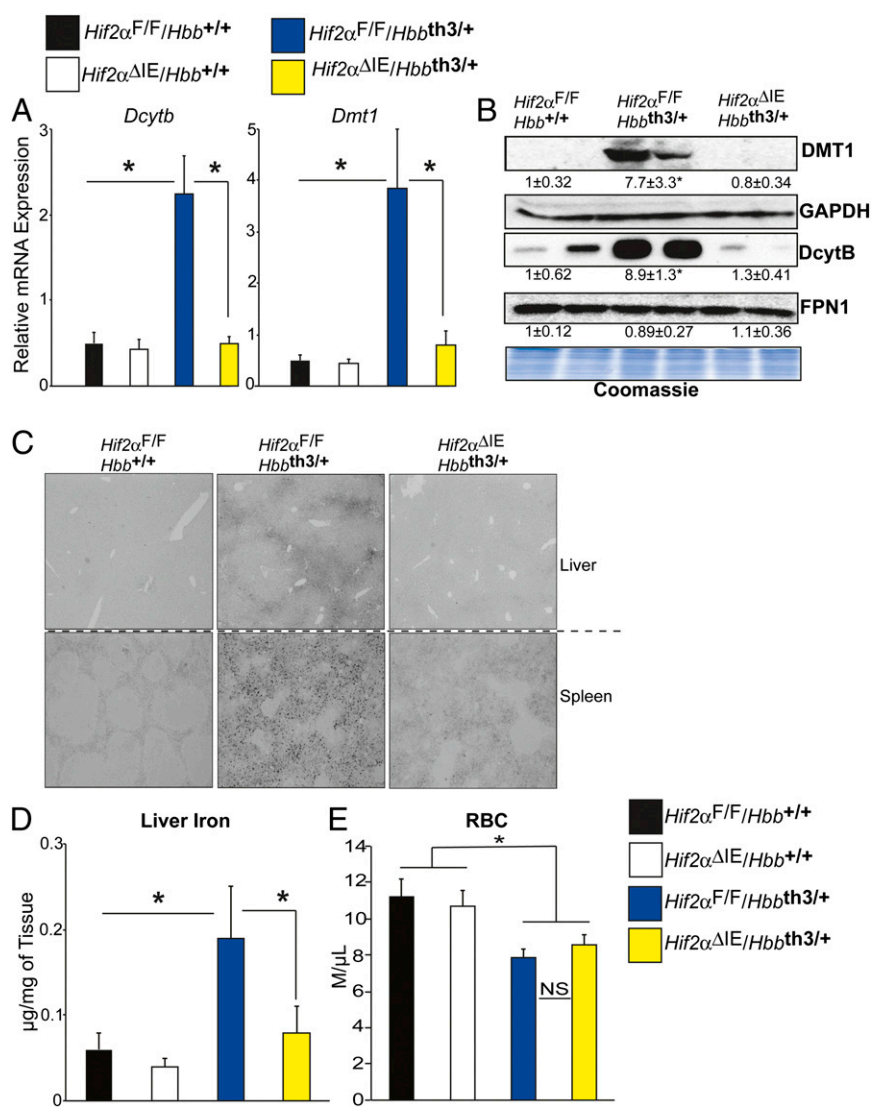 Hif2αF/F/Hbb+/+
Hif2αF/F/Hbbth3/+
Hif2αΔIE/Hbb+/+
Hif2αΔIE/Hbbth3/+
A
Dcytb
Dmt1
Relative mRNA Expression
3
2
1
0
*
*
5
4
3
2
1
0
*
*
B
Hif2αF/F
Hbb+/+
Hif2αF/F
Hbbth3/+
Hif2αΔIE
Hbbth3/+
DMT1
1±0.32 7.7±3.3* 0.8±0.34
GAPDH
DcytB
1±0.62 8.9±1.3* 1.3±0.41
FPN1
1±0.12 0.89±0.27 1.1±0.36
Coomassie
C
Hif2αF/F
Hbb+/+
Hif2αF/F
Hbbth3/+
Hif2αΔIE
Hbbth3/+
Liver
Spleen
D
Liver Iron
µg/mg of Tissue
0.3
0.2
0.1
0
*
*
E
RBC
M/µL
14
12
10
8
6
4
2
0
*
NS
Hif2αF/F/Hbb+/+
Hif2αΔIE/Hbb+/+
Hif2αF/F/Hbbth3/+
Hif2αΔIE/Hbbth3/+